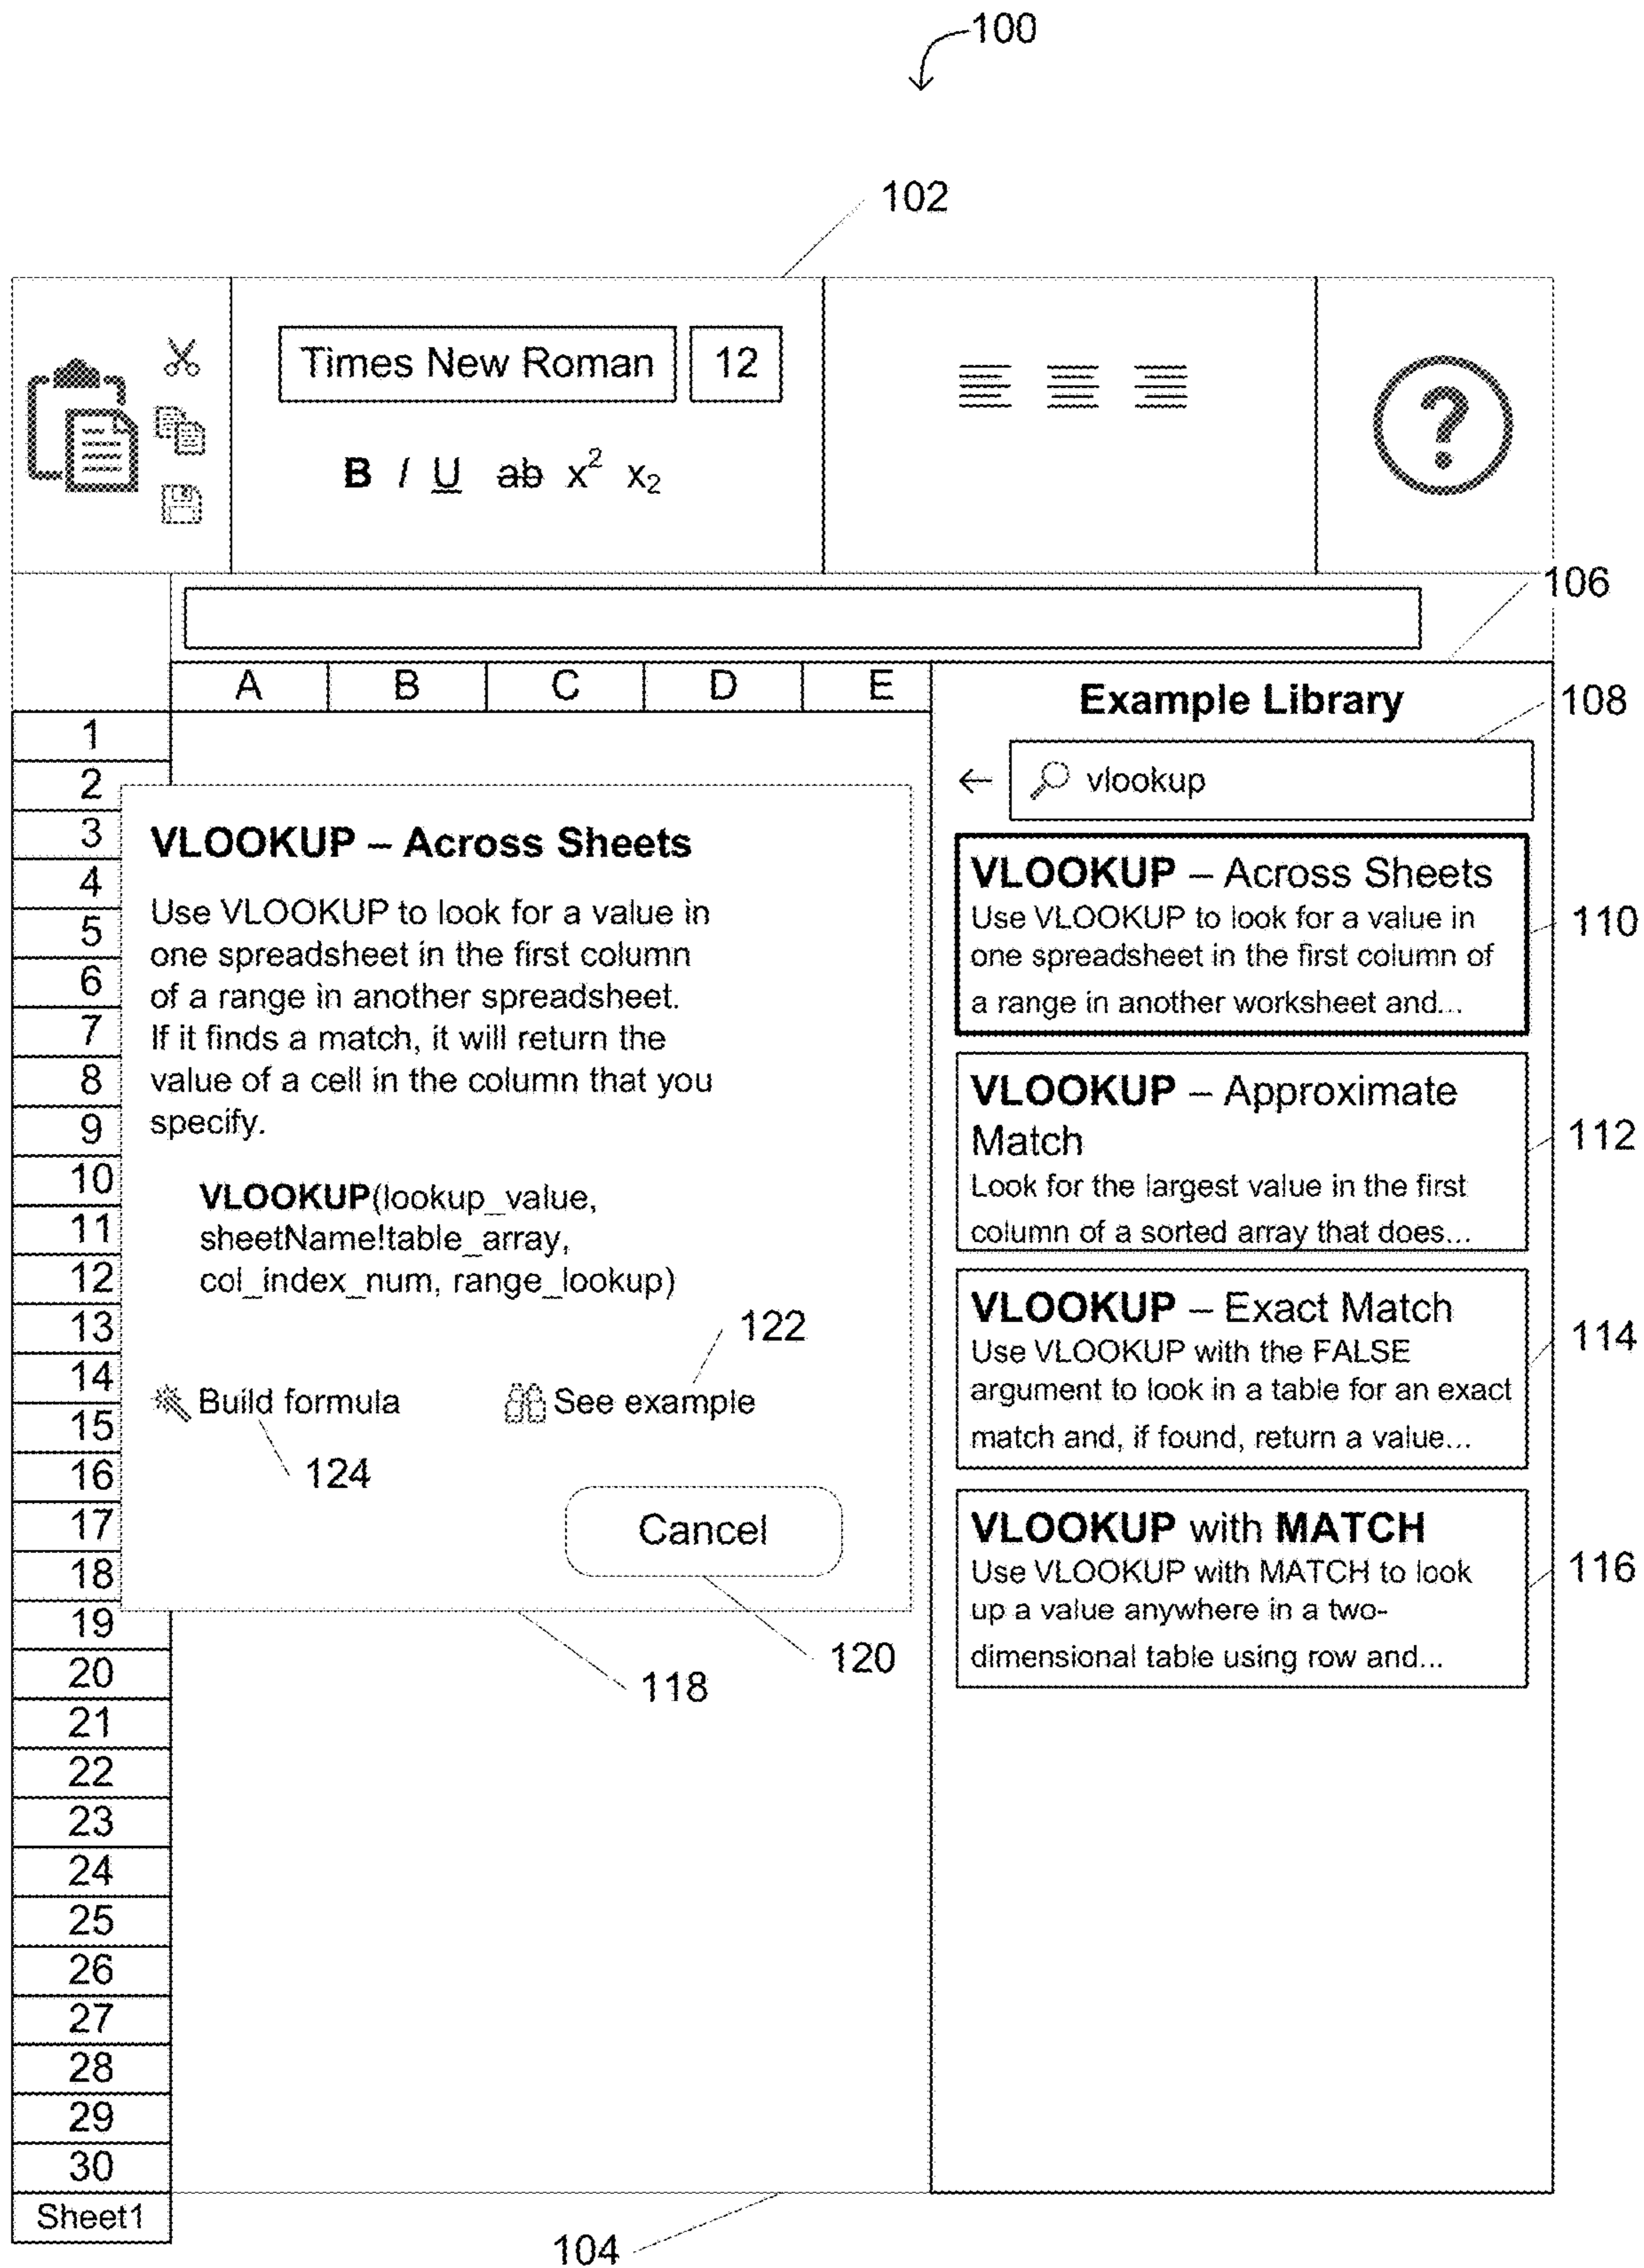 100
102
Times New Roman 12
B I U ab x2 x2
?
106
A B C D E
Example Library
108
vlookup
1
2
3
4
5
6
7
8
9
10
11
12
13
14
15
16
17
18
19
20
21
22
23
24
25
26
27
28
29
30
Sheet1
VLOOKUP – Across Sheets
Use VLOOKUP to look for a value in
one spreadsheet in the first column
of a range in another spreadsheet.
If it finds a match, it will return the
value of a cell in the column that you
specify.
VLOOKUP(lookup_value,
sheetName!table_array,
col_index_num, range_lookup)
122
Build formula
See example
124
Cancel
120
118
VLOOKUP – Across Sheets
Use VLOOKUP to look for a value in
one spreadsheet in the first column of
a range in another worksheet and...
110
VLOOKUP – Approximate
Match
Look for the largest value in the first
column of a sorted array that does...
112
VLOOKUP – Exact Match
Use VLOOKUP with the FALSE
argument to look in a table for an exact
match and, if found, return a value...
114
VLOOKUP with MATCH
Use VLOOKUP with MATCH to look
up a value anywhere in a two-
dimensional table using row and...
116
104